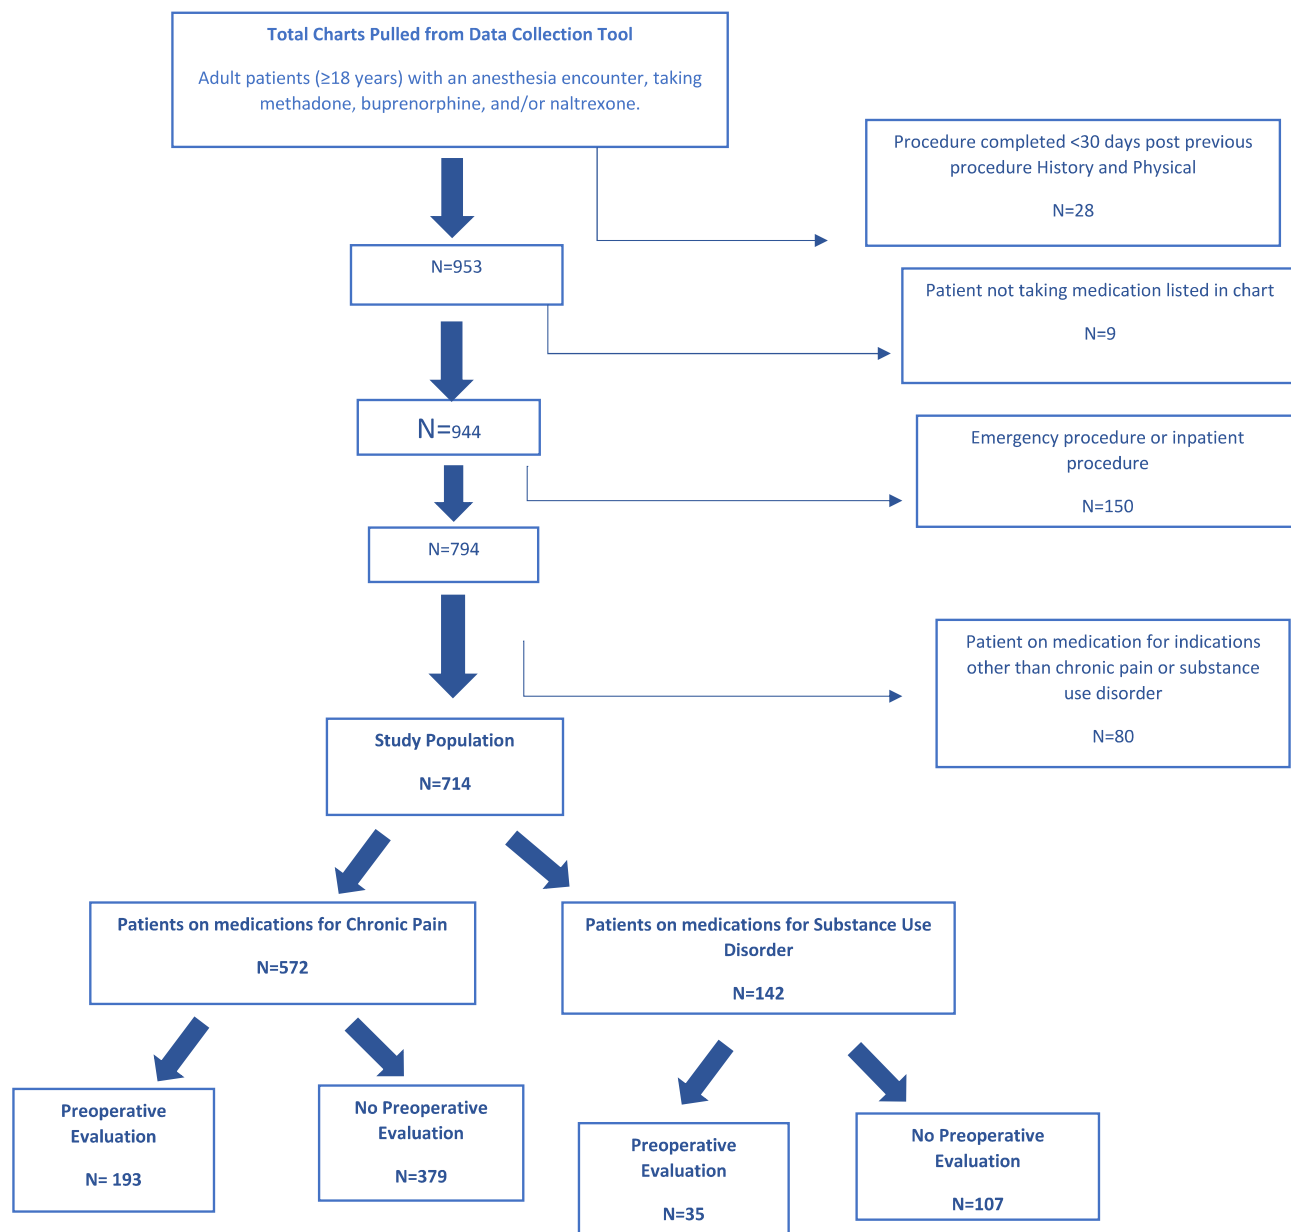 Total Charts Pulled from Data Collection Tool
Adult patients (≥18 years) with an anesthesia encounter, taking
methadone, buprenorphine, and/or naltrexone.
Procedure completed <30 days post previous
procedure History and Physical
N=28
N=953
Patient not taking medication listed in chart
N=9
N=944
Emergency procedure or inpatient
procedure
N=150
N=794
Patient on medication for indications
other than chronic pain or substance
use disorder
N=80
Study Population
N=714
Patients on medications for Chronic Pain
N=572
Patients on medications for Substance Use
Disorder
N=142
Preoperative
Evaluation
N= 193
No Preoperative
Evaluation
N=379
Preoperative
Evaluation
N=35
No Preoperative
Evaluation
N=107